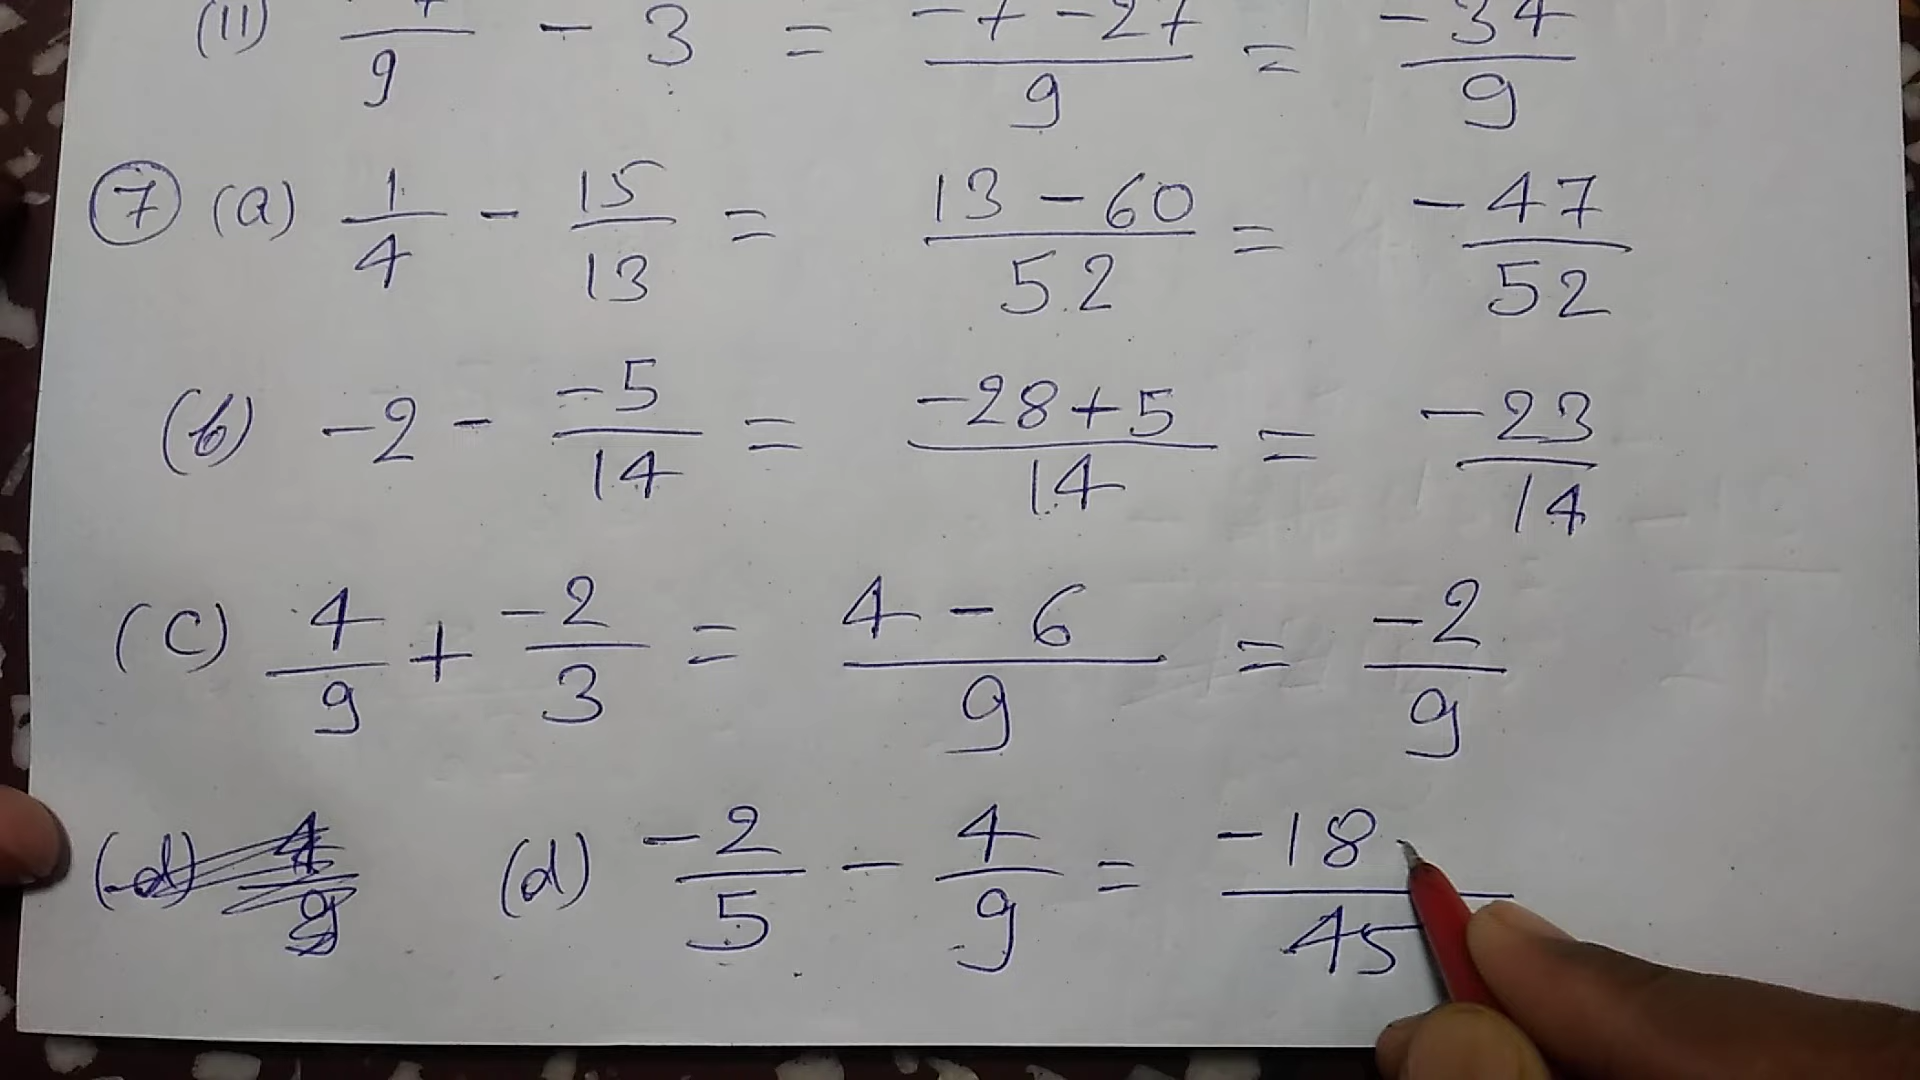 (ii) -7/9 - 3 = -7-27/9 = -34/9
7 (a) 1/4 - 15/13 = 13-60/52 = -47/52
(b) -2 - -5/14 = -28+5/14 = -23/14
(c) 4/9 + -2/3 = 4-6/9 = -2/9
(d) 4/9 (d) -2/5 - 4/9 = -18/45